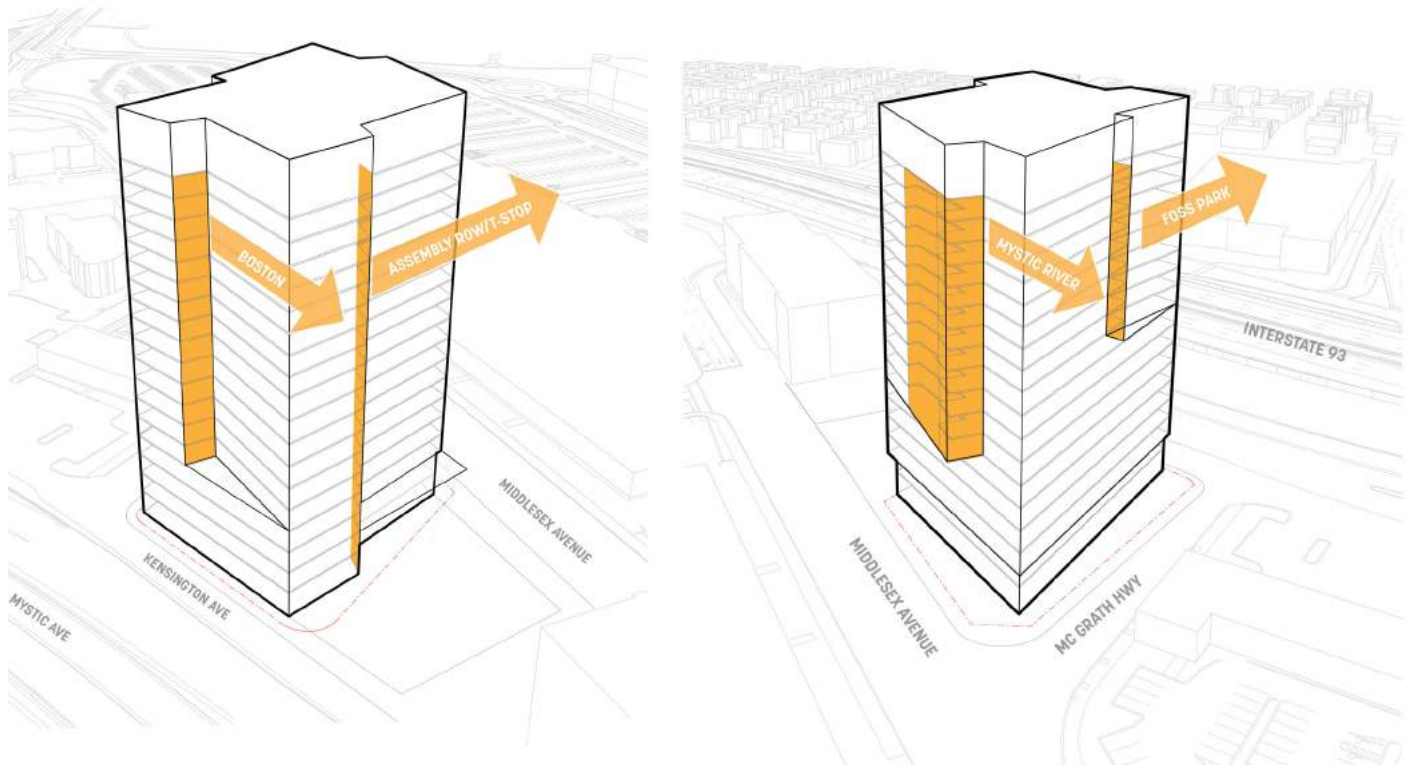 BOSTON
ASSEMBLY ROW/T-STOP
MIDDLESEX AVENUE
KENSINGTON AVE
MYSTIC AVE
MYSTIC RIVER
FOSS PARK
INTERSTATE 93
MIDDLESEX AVENUE
MC GRATH HWY